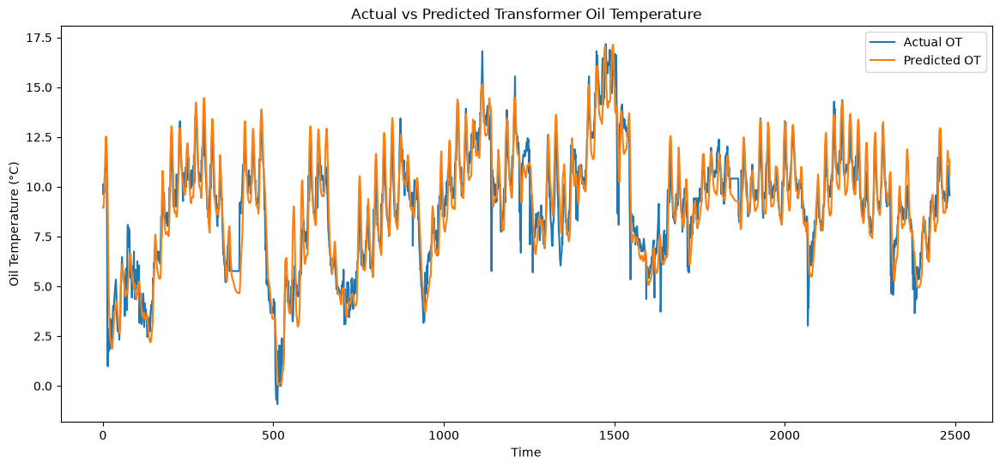 Actual vs Predicted Transformer Oil Temperature
Actual OT
Predicted OT
Oil Temperature (°C)
17.5
15.0
12.5
10.0
7.5
5.0
2.5
0.0
0 500 1000 1500 2000 2500
Time